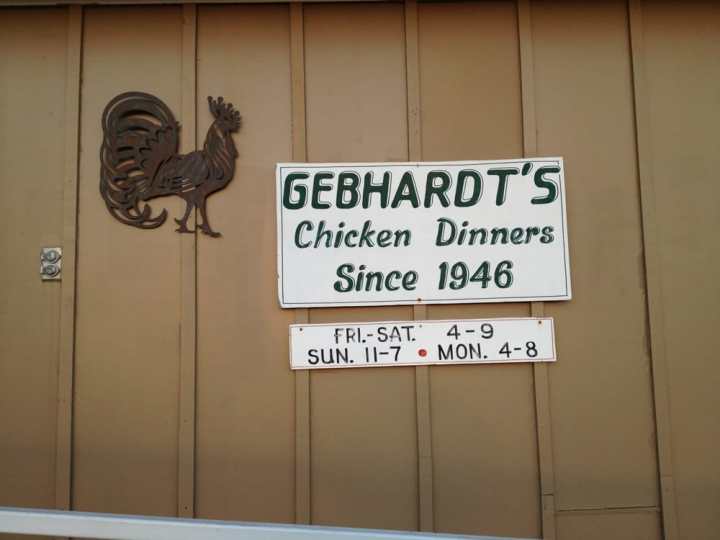 GEBHARDT'S
Chicken Dinners
Since 1946
FRI.-SAT. 4-9
SUN. 11-7 • MON. 4-8